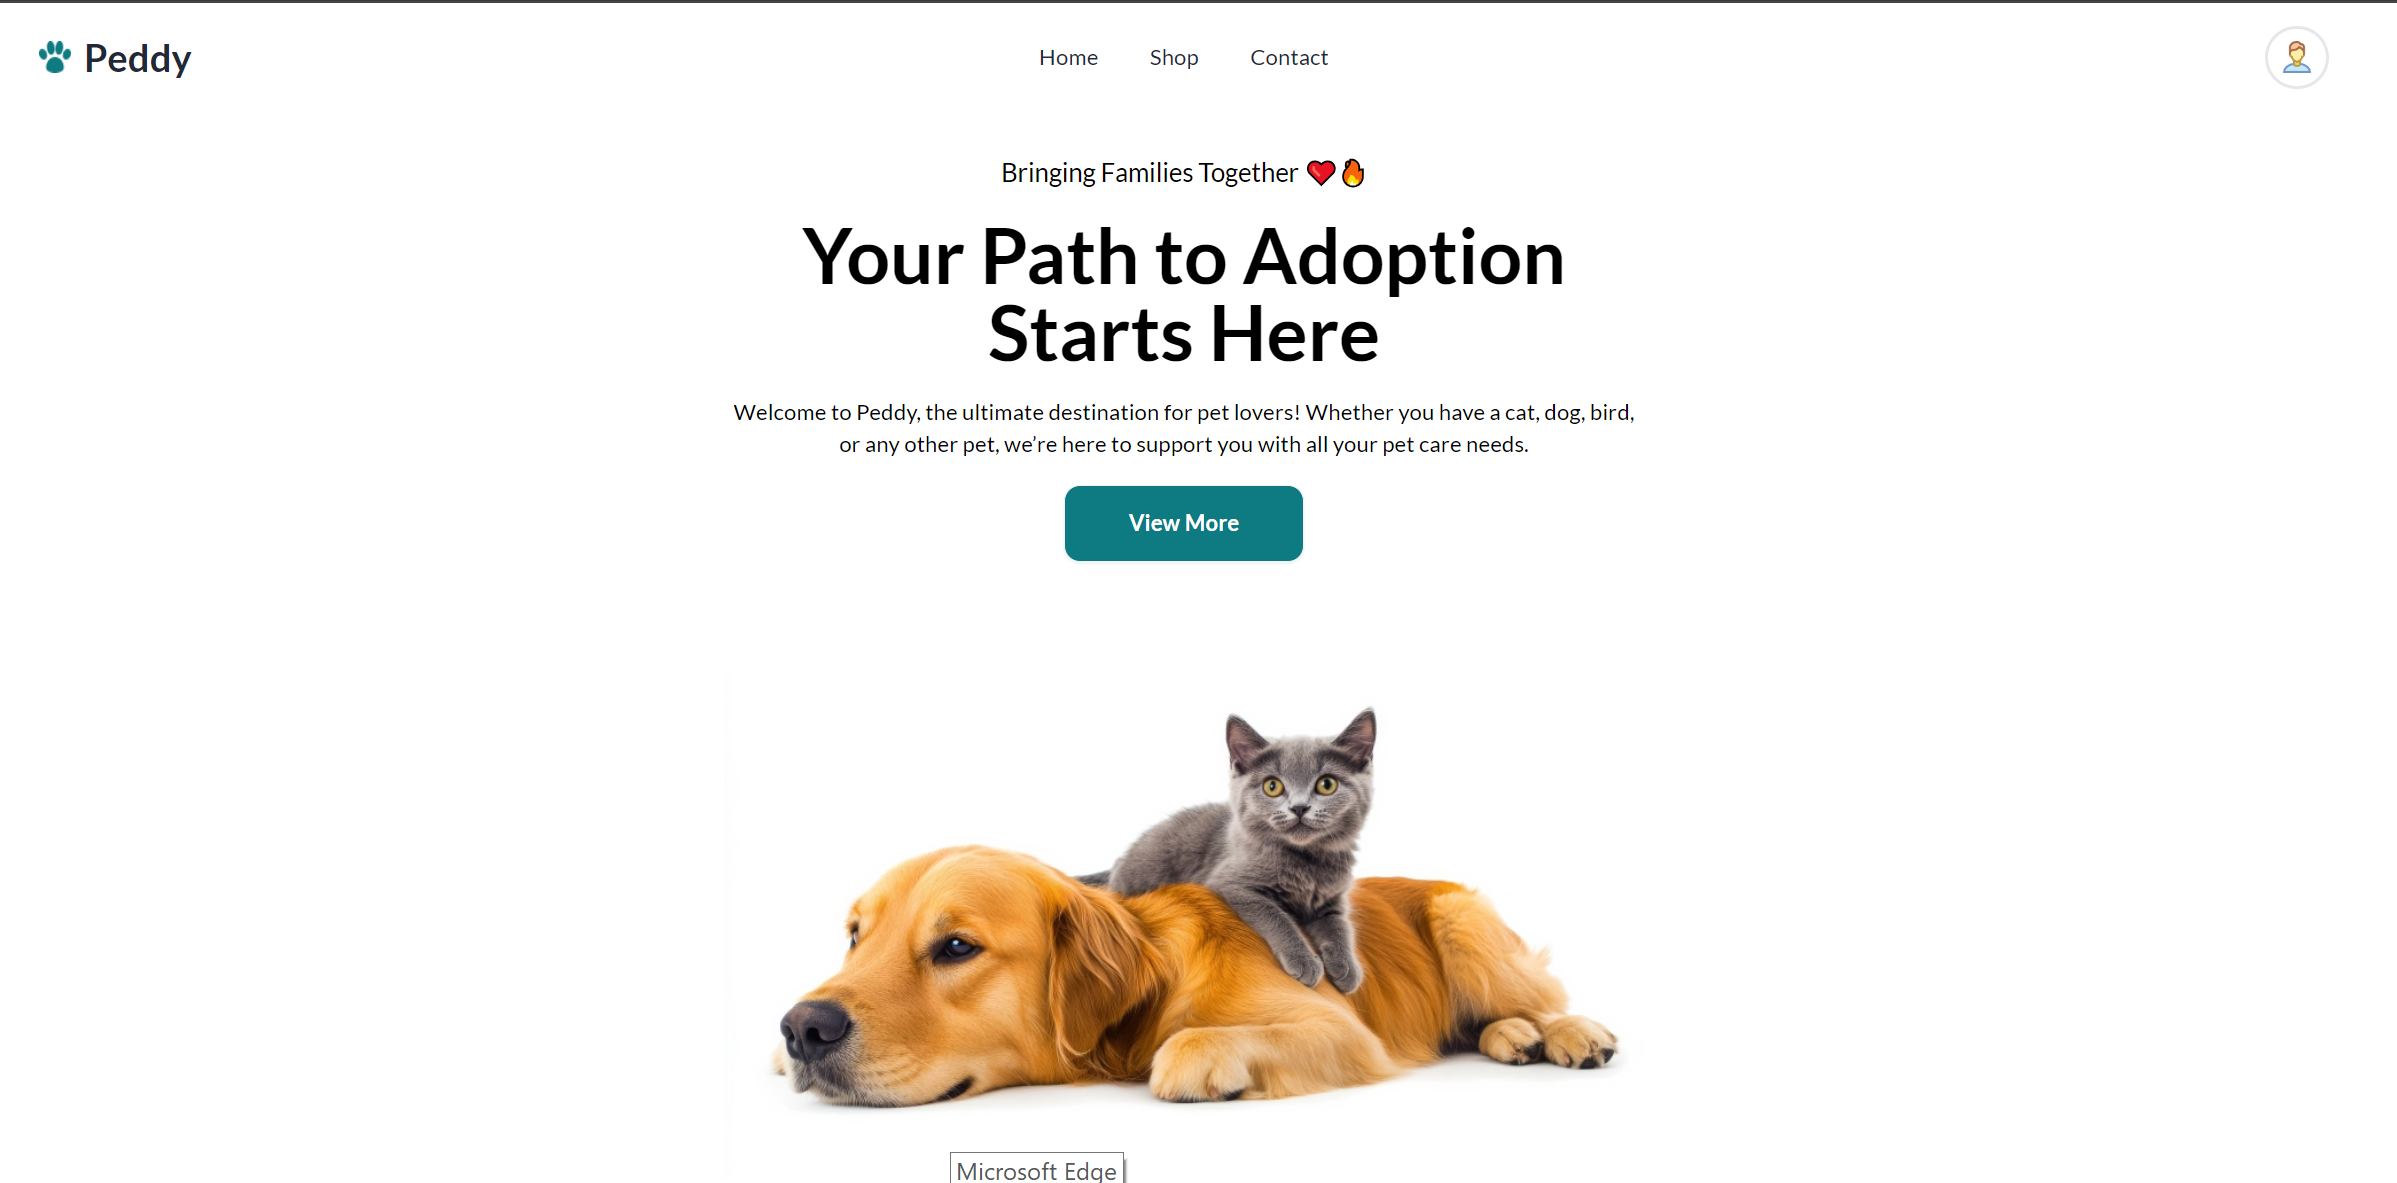 Peddy
Home Shop Contact
Bringing Families Together ❤️🔥
Your Path to Adoption
Starts Here
Welcome to Peddy, the ultimate destination for pet lovers! Whether you have a cat, dog, bird,
or any other pet, we’re here to support you with all your pet care needs.
View More
Microsoft Edge